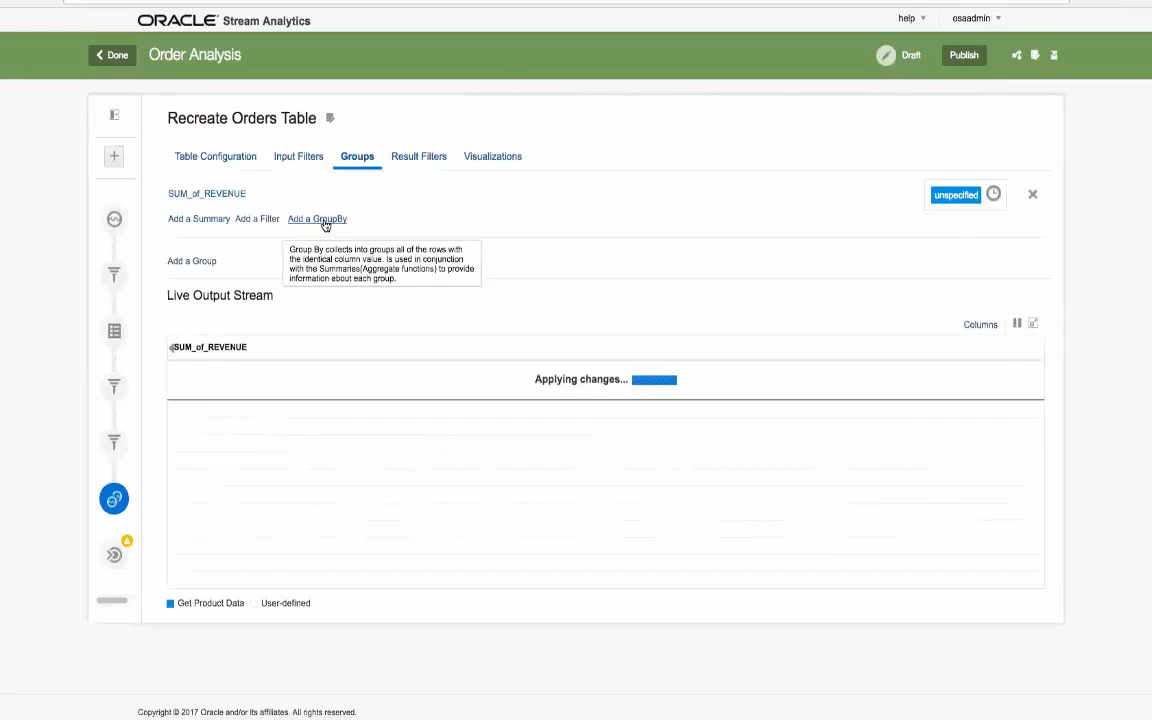 ORACLE® Stream Analytics
help
osaadmin
Done
Order Analysis
Draft
Publish
Recreate Orders Table
Table Configuration
Input Filters
Groups
Result Filters
Visualizations
SUM_of_REVENUE
unspecified
Add a Summary
Add a Filter
Add a GroupBy
Group By collects into groups all of the rows with
the identical column value. Is used in conjunction
with the Summaries(Aggregate functions) to provide
information about each group.
Add a Group
Live Output Stream
Columns
SUM_of_REVENUE
Applying changes...
Get Product Data
User-defined
Copyright © 2017 Oracle and/or its affiliates. All rights reserved.